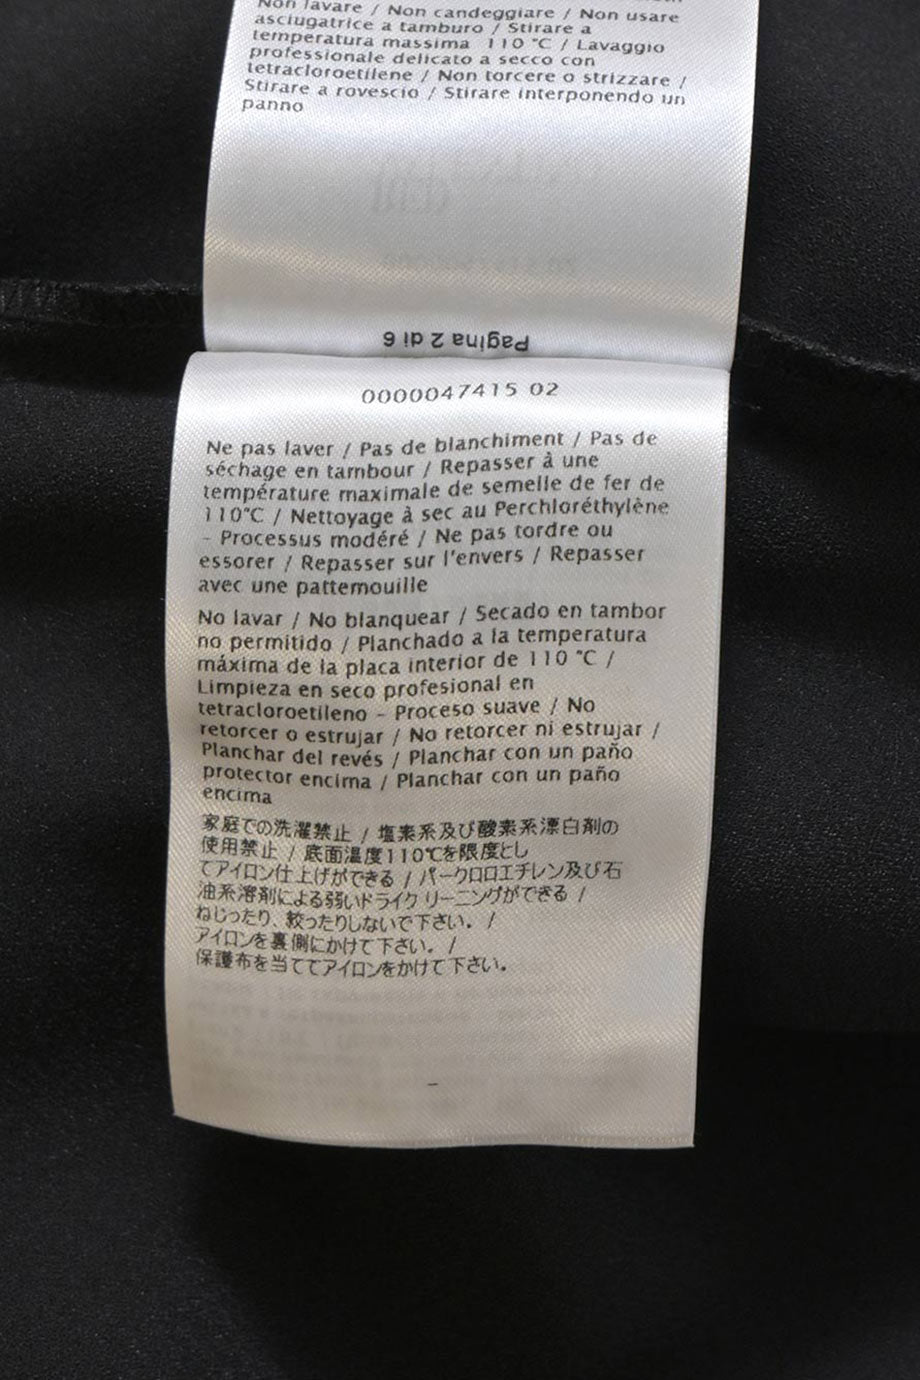 Non lavare / Non candeggiare / Non usare
asciugatrice a tamburo / Stirare a
temperatura massima 110 °C / Lavaggio
professionale delicato a secco con
tetracloroetilene / Non torcere o strizzare /
Stirare a rovescio / Stirare interponendo un
panno
Pagina 2 di 6
0000047415 02
Ne pas laver / Pas de blanchiment / Pas de
séchage en tambour / Repasser à une
température maximale de semelle de fer de
110°C / Nettoyage à sec au Perchloréthylène
- Processus modéré / Ne pas tordre ou
essorer / Repasser sur l'envers / Repasser
avec une pattemouille
No lavar / No blanquear / Secado en tambor
no permitido / Planchado a la temperatura
máxima de la placa interior de 110 °C /
Limpieza en seco profesional en
tetracloroetileno - Proceso suave / No
retorcer o estrujar / No retorcer ni estrujar /
Planchar del revés / Planchar con un paño
protector encima / Planchar con un paño
encima
家庭での洗濯禁止 / 塩素系及び酸素系漂白剤の
使用禁止 / 底面温度110℃を限度とし
てアイロン仕上げができる / パークロロエチレン及び石
油系溶剤による弱いドライクリーニングができる /
ねじったり、絞ったりしないで下さい。 /
アイロンを裏側にかけて下さい。 /
保護布を当ててアイロンをかけて下さい。